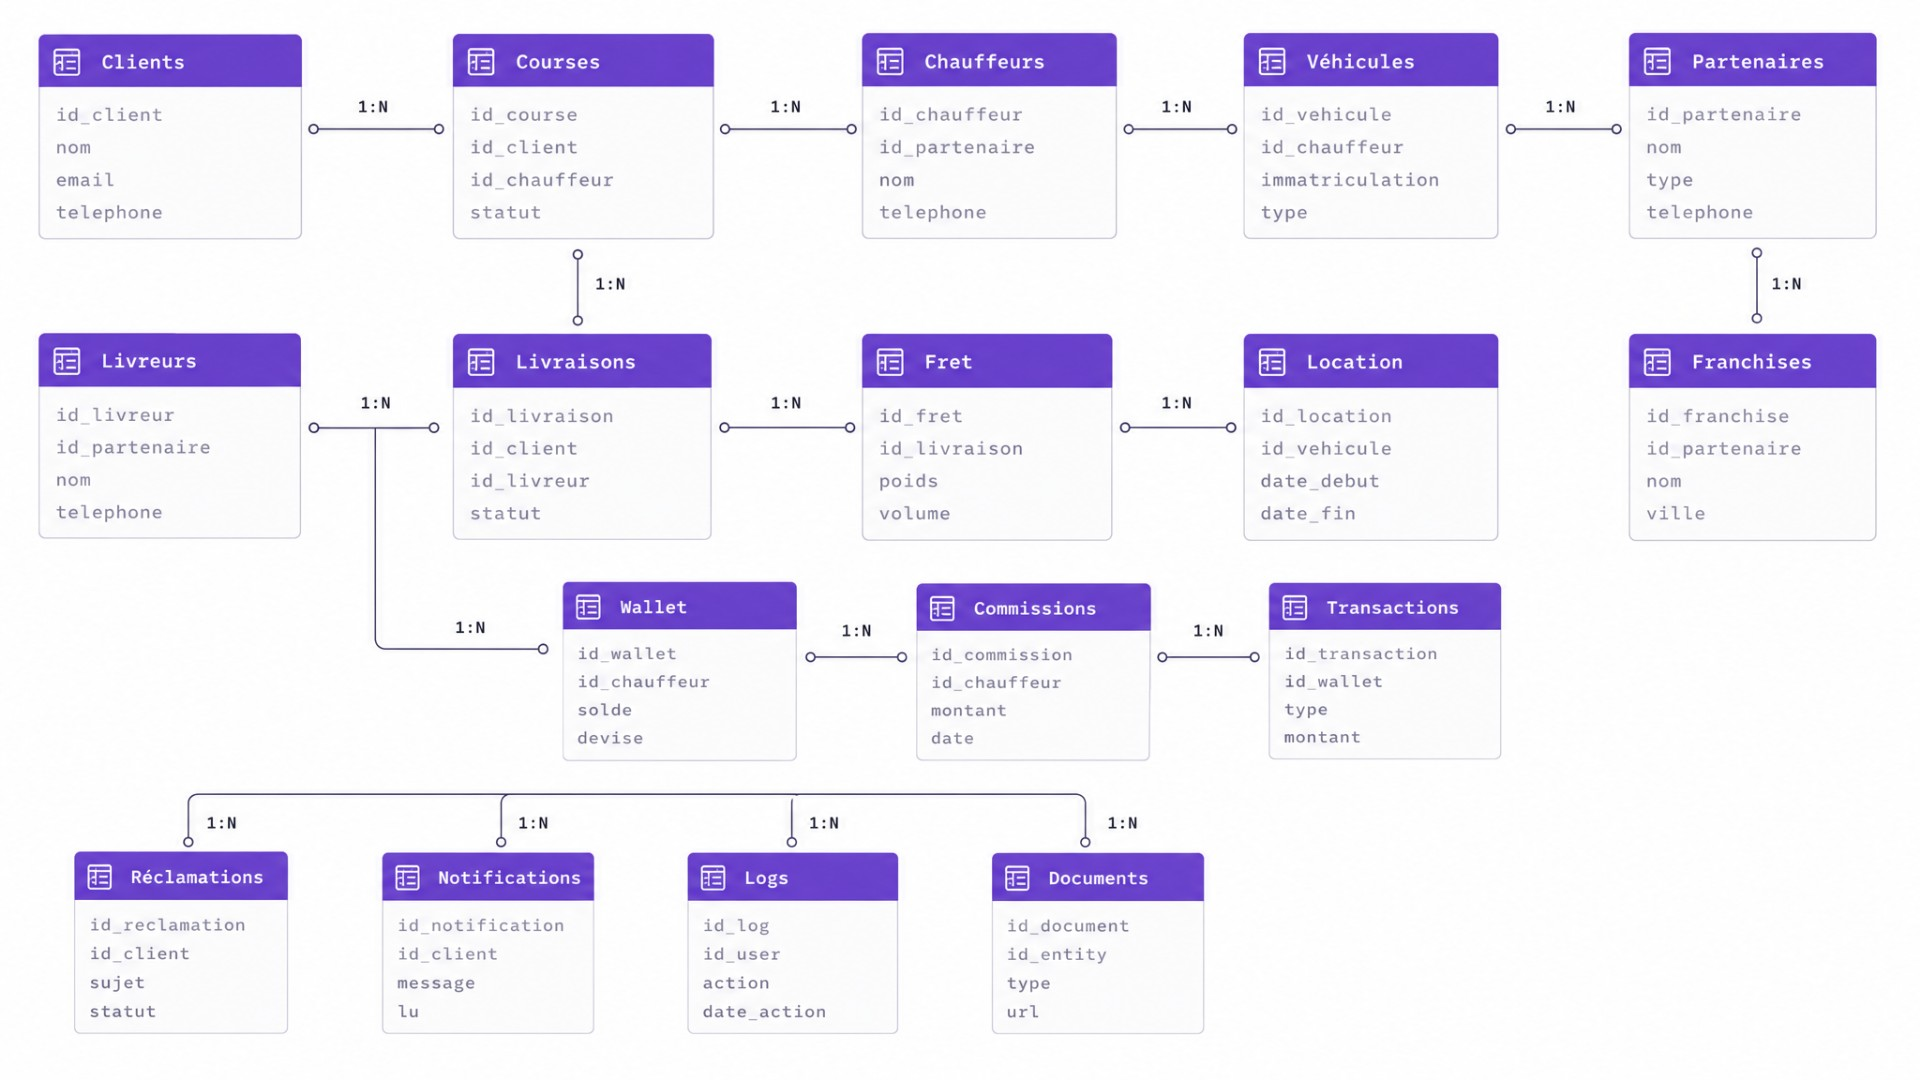 Clients
id_client
nom
email
telephone
1:N
Courses
id_course
id_client
id_chauffeur
statut
1:N
Chauffeurs
id_chauffeur
id_partenaire
nom
telephone
1:N
Véhicules
id_vehicule
id_chauffeur
immatriculation
type
1:N
Partenaires
id_partenaire
nom
type
telephone
1:N
1:N
Livreurs
id_livreur
id_partenaire
nom
telephone
1:N
Livraisons
id_livraison
id_client
id_livreur
statut
1:N
Fret
id_fret
id_livraison
poids
volume
1:N
Location
id_location
id_vehicule
date_debut
date_fin
Franchises
id_franchise
id_partenaire
nom
ville
1:N
Wallet
id_wallet
id_chauffeur
solde
devise
1:N
Commissions
id_commission
id_chauffeur
montant
date
1:N
Transactions
id_transaction
id_wallet
type
montant
1:N
1:N
1:N
1:N
Réclamations
id_reclamation
id_client
sujet
statut
Notifications
id_notification
id_client
message
lu
Logs
id_log
id_user
action
date_action
Documents
id_document
id_entity
type
url